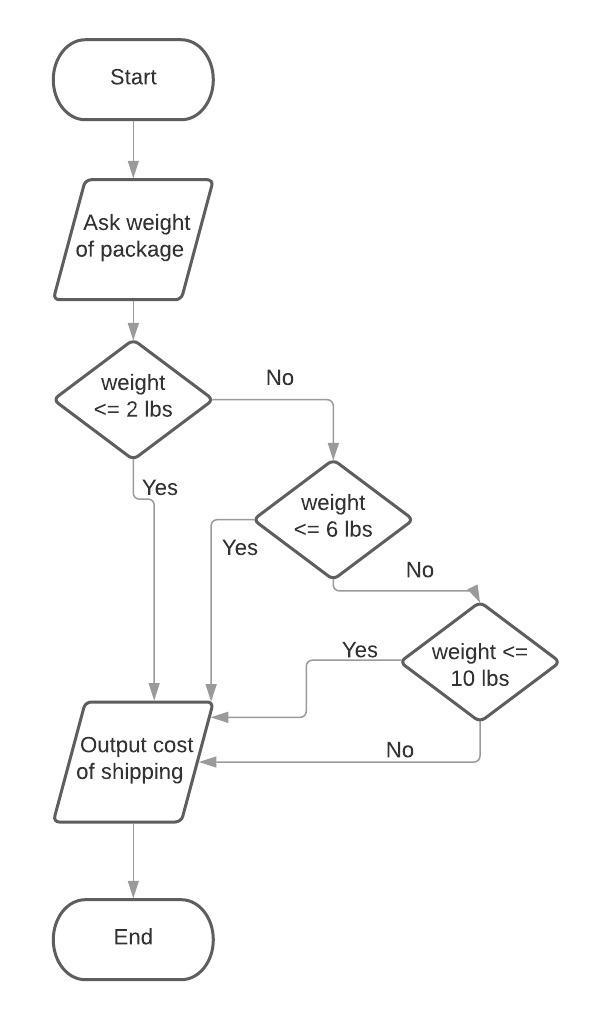 Start
Ask weight
of package
weight
<= 2 lbs
No
Yes
weight
<= 6 lbs
Yes
No
weight <=
10 lbs
Yes
No
Output cost
of shipping
End